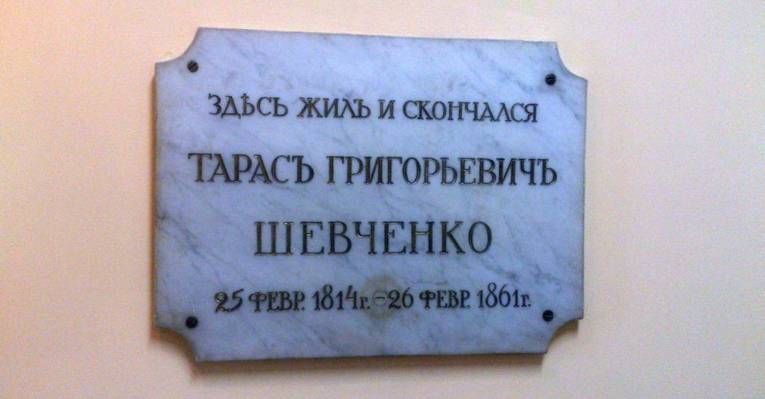 ЗДѢСЬ ЖИЛЪ И СКОНЧАЛСЯ
ТАРАСЪ ГРИГОРЬЕВИЧЪ
ШЕВЧЕНКО
25 ФЕВР. 1814г. – 26 ФЕВР. 1861г.